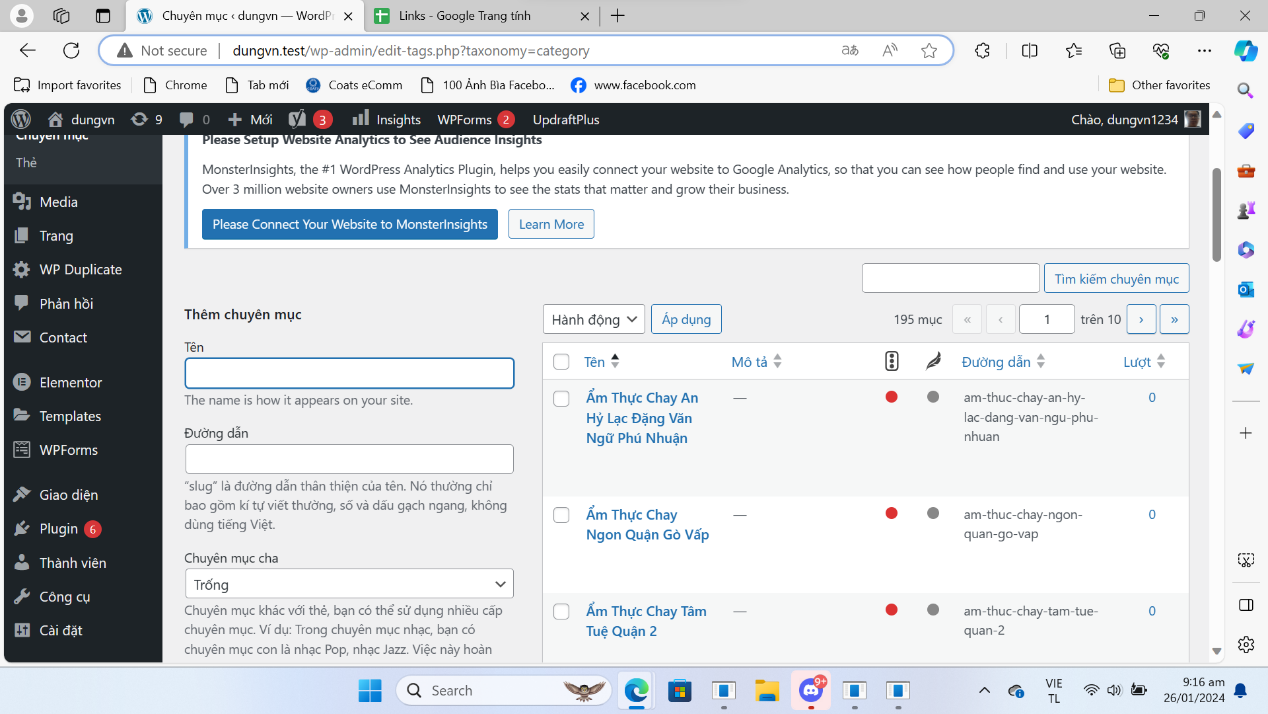 Chuyên mục ‹ dungvn — WordPr
Links - Google Trang tính
Not secure
dungvn.test/wp-admin/edit-tags.php?taxonomy=category
Import favorites
Chrome
Tab mới
Coats eComm
100 Ảnh Bìa Facebo...
www.facebook.com
Other favorites
dungvn
9
0
Mới
3
Insights
WPForms
2
UpdraftPlus
Chào, dungvn1234
Chuyên mục
Thẻ
Media
Trang
WP Duplicate
Phản hồi
Contact
Elementor
Templates
WPForms
Giao diện
Plugin
6
Thành viên
Công cụ
Cài đặt
Please Setup Website Analytics to See Audience Insights
MonsterInsights, the #1 WordPress Analytics Plugin, helps you easily connect your website to Google Analytics, so that you can see how people find and use your website.
Over 3 million website owners use MonsterInsights to see the stats that matter and grow their business.
Please Connect Your Website to MonsterInsights
Learn More
Tìm kiếm chuyên mục
Thêm chuyên mục
Tên
The name is how it appears on your site.
Đường dẫn
“slug” là đường dẫn thân thiện của tên. Nó thường chỉ
bao gồm kí tự viết thường, số và dấu gạch ngang, không
dùng tiếng Việt.
Chuyên mục cha
Trống
Chuyên mục khác với thẻ, bạn có thể sử dụng nhiều cấp
chuyên mục. Ví dụ: Trong chuyên mục nhạc, bạn có
chuyên mục con là nhạc Pop, nhạc Jazz. Việc này hoàn
Hành động
Áp dụng
195 mục
«
‹
1
trên 10
›
»
Tên
Mô tả
Đường dẫn
Lượt
Ẩm Thực Chay An
Hỷ Lạc Đặng Văn
Ngữ Phú Nhuận
—
am-thuc-chay-an-hy-
lac-dang-van-ngu-phu-
nhuan
0
Ẩm Thực Chay
Ngon Quận Gò Vấp
—
am-thuc-chay-ngon-
quan-go-vap
0
Ẩm Thực Chay Tâm
Tuệ Quận 2
—
am-thuc-chay-tam-tue-
quan-2
0
Search
9+
VIE
TL
9:16 am
26/01/2024